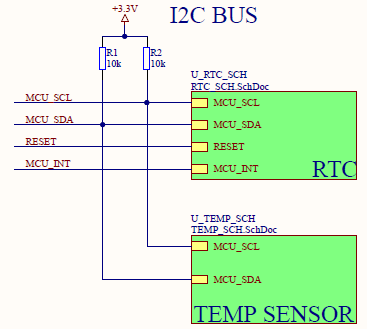 I2C BUS
+3.3V
R1
10k
R2
10k
U_RTC_SCH
RTC_SCH.SchDoc
MCU_SCL
MCU_SCL
MCU_SDA
MCU_SDA
RESET
RESET
MCU_INT
MCU_INT
RTC
U_TEMP_SCH
TEMP_SCH.SchDoc
MCU_SCL
MCU_SDA
TEMP SENSOR